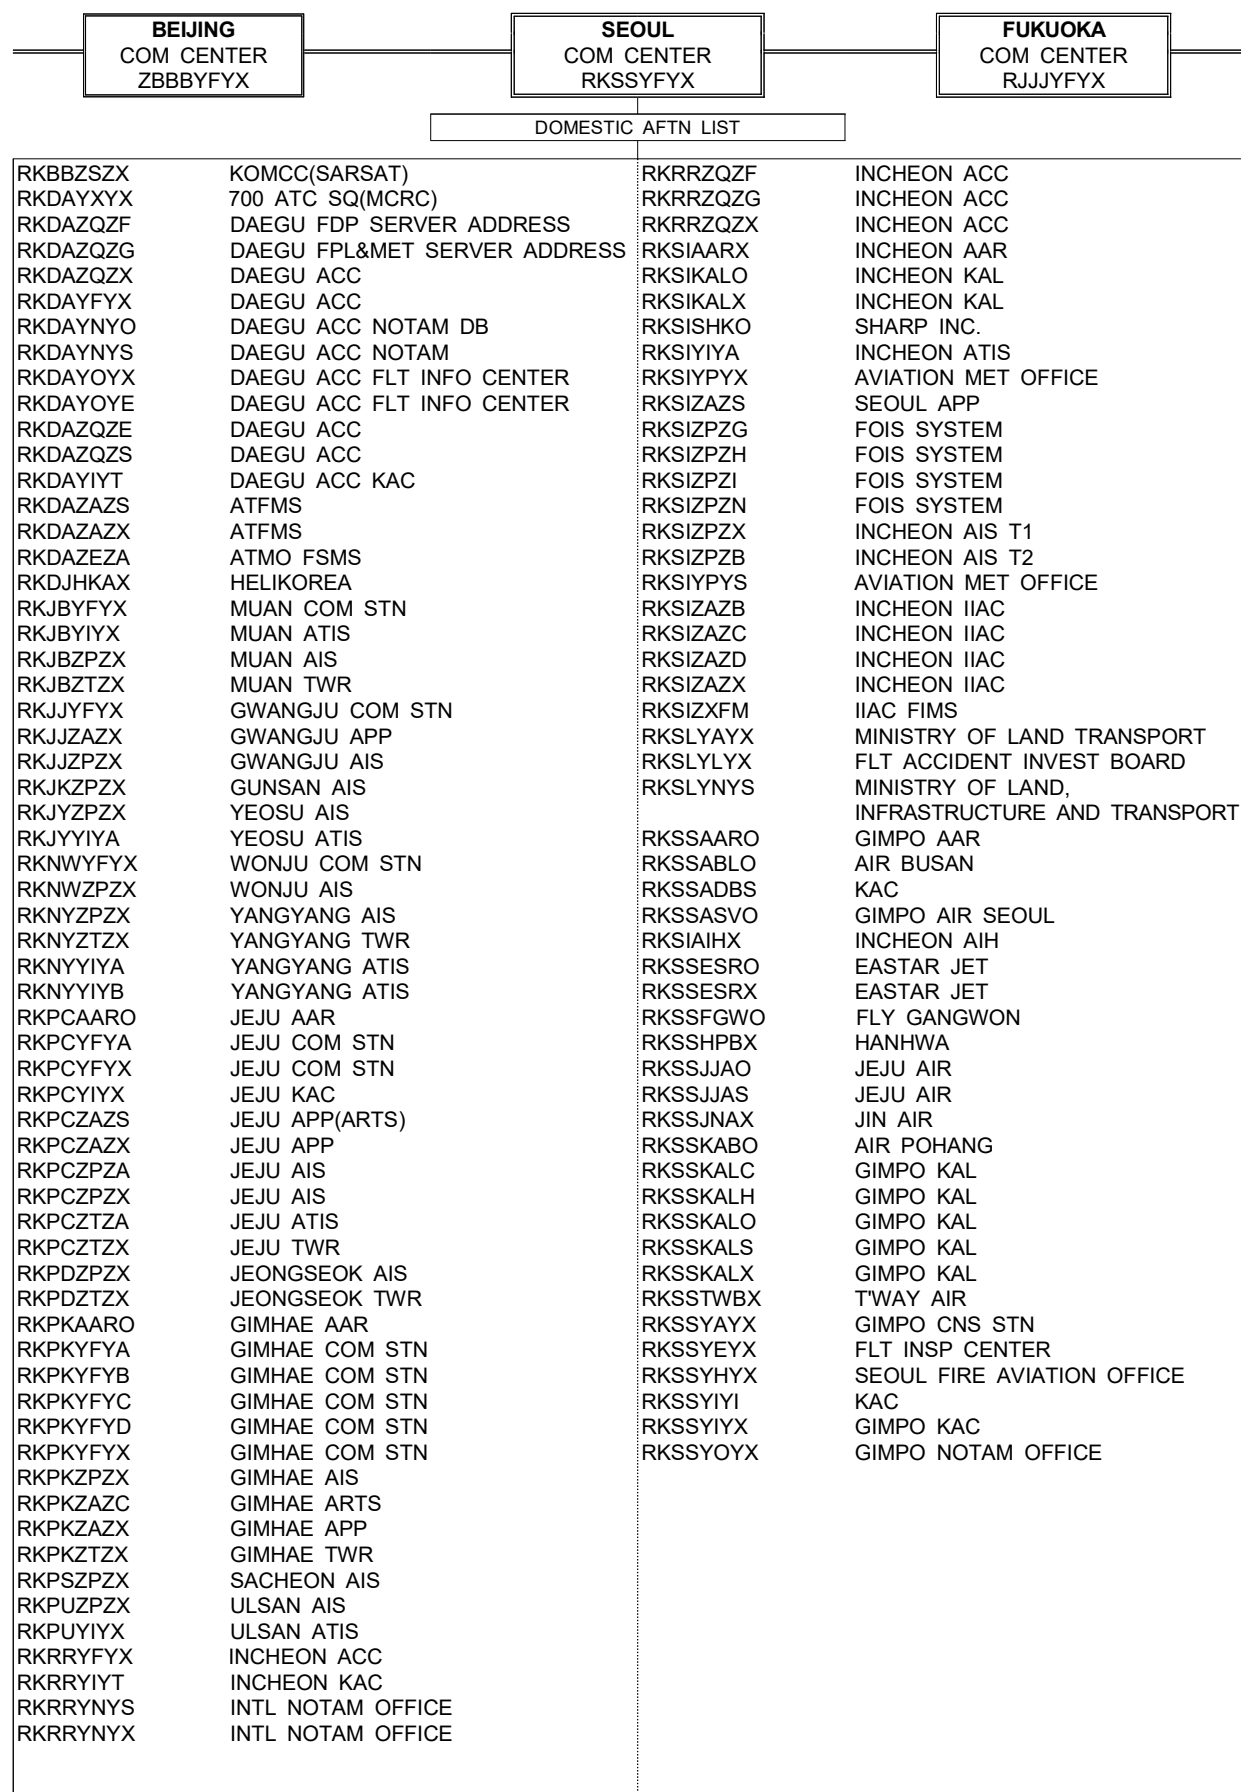 BEIJING
COM CENTER
ZBBBYFYX
SEOUL
COM CENTER
RKSSYFYX
FUKUOKA
COM CENTER
RJJJYFYX
DOMESTIC AFTN LIST
RKBBZSZX KOMCC(SARSAT)
RKDAYXYX 700 ATC SQ(MCRC)
RKDAZQZF DAEGU FDP SERVER ADDRESS
RKDAZQZG DAEGU FPL&MET SERVER ADDRESS
RKDAZQZX DAEGU ACC
RKDAYFYX DAEGU ACC
RKDAYNYO DAEGU ACC NOTAM DB
RKDAYNYS DAEGU ACC NOTAM
RKDAYOYX DAEGU ACC FLT INFO CENTER
RKDAYOYE DAEGU ACC FLT INFO CENTER
RKDAZQZE DAEGU ACC
RKDAZQZS DAEGU ACC
RKDAYIYT DAEGU ACC KAC
RKDAZAZS ATFMS
RKDAZAZX ATFMS
RKDAZEZA ATMO FSMS
RKDJHKAX HELIKOREA
RKJBYFYX MUAN COM STN
RKJBYIYX MUAN ATIS
RKJBZPZX MUAN AIS
RKJBZTZX MUAN TWR
RKJJYFYX GWANGJU COM STN
RKJJZAZX GWANGJU APP
RKJJZPZX GWANGJU AIS
RKJKZPZX GUNSAN AIS
RKJYZPZX YEOSU AIS
RKJYYIYA YEOSU ATIS
RKNWYFYX WONJU COM STN
RKNWZPZX WONJU AIS
RKNYZPZX YANGYANG AIS
RKNYZTZX YANGYANG TWR
RKNYYIYA YANGYANG ATIS
RKNYYIYB YANGYANG ATIS
RKPCAARO JEJU AAR
RKPCYFYA JEJU COM STN
RKPCYFYX JEJU COM STN
RKPCYIYX JEJU KAC
RKPCZAZS JEJU APP(ARTS)
RKPCZAZX JEJU APP
RKPCZPZA JEJU AIS
RKPCZPZX JEJU AIS
RKPCZTZA JEJU ATIS
RKPCZTZX JEJU TWR
RKPDZPZX JEONGSEOK AIS
RKPDZTZX JEONGSEOK TWR
RKPKAARO GIMHAE AAR
RKPKYFYA GIMHAE COM STN
RKPKYFYB GIMHAE COM STN
RKPKYFYC GIMHAE COM STN
RKPKYFYD GIMHAE COM STN
RKPKYFYX GIMHAE COM STN
RKPKZPZX GIMHAE AIS
RKPKZAZC GIMHAE ARTS
RKPKZAZX GIMHAE APP
RKPKZTZX GIMHAE TWR
RKPSZPZX SACHEON AIS
RKPUZPZX ULSAN AIS
RKPUYIYX ULSAN ATIS
RKRRYFYX INCHEON ACC
RKRRYIYT INCHEON KAC
RKRRYNYS INTL NOTAM OFFICE
RKRRYNYX INTL NOTAM OFFICE
RKRRZQZF INCHEON ACC
RKRRZQZG INCHEON ACC
RKRRZQZX INCHEON ACC
RKSIAARX INCHEON AAR
RKSIKALO INCHEON KAL
RKSIKALX INCHEON KAL
RKSISHKO SHARP INC.
RKSIYIYA INCHEON ATIS
RKSIYPYX AVIATION MET OFFICE
RKSIZAZS SEOUL APP
RKSIZPZG FOIS SYSTEM
RKSIZPZH FOIS SYSTEM
RKSIZPZI FOIS SYSTEM
RKSIZPZN FOIS SYSTEM
RKSIZPZX INCHEON AIS T1
RKSIZPZB INCHEON AIS T2
RKSIYPYS AVIATION MET OFFICE
RKSIZAZB INCHEON IIAC
RKSIZAZC INCHEON IIAC
RKSIZAZD INCHEON IIAC
RKSIZAZX INCHEON IIAC
RKSIZXFM IIAC FIMS
RKSLYAYX MINISTRY OF LAND TRANSPORT
RKSLYLYX FLT ACCIDENT INVEST BOARD
RKSLYNYS MINISTRY OF LAND,
INFRASTRUCTURE AND TRANSPORT
RKSSAARO GIMPO AAR
RKSSABLO AIR BUSAN
RKSSADBS KAC
RKSSASVO GIMPO AIR SEOUL
RKSIAIHX INCHEON AIH
RKSSESRO EASTAR JET
RKSSESRX EASTAR JET
RKSSFGWO FLY GANGWON
RKSSHPBX HANHWA
RKSSJJAO JEJU AIR
RKSSJJAS JEJU AIR
RKSSJNAX JIN AIR
RKSSKABO AIR POHANG
RKSSKALC GIMPO KAL
RKSSKALH GIMPO KAL
RKSSKALO GIMPO KAL
RKSSKALS GIMPO KAL
RKSSKALX GIMPO KAL
RKSSTWBX T'WAY AIR
RKSSYAYX GIMPO CNS STN
RKSSYEYX FLT INSP CENTER
RKSSYHYX SEOUL FIRE AVIATION OFFICE
RKSSYIYI KAC
RKSSYIYX GIMPO KAC
RKSSYOYX GIMPO NOTAM OFFICE